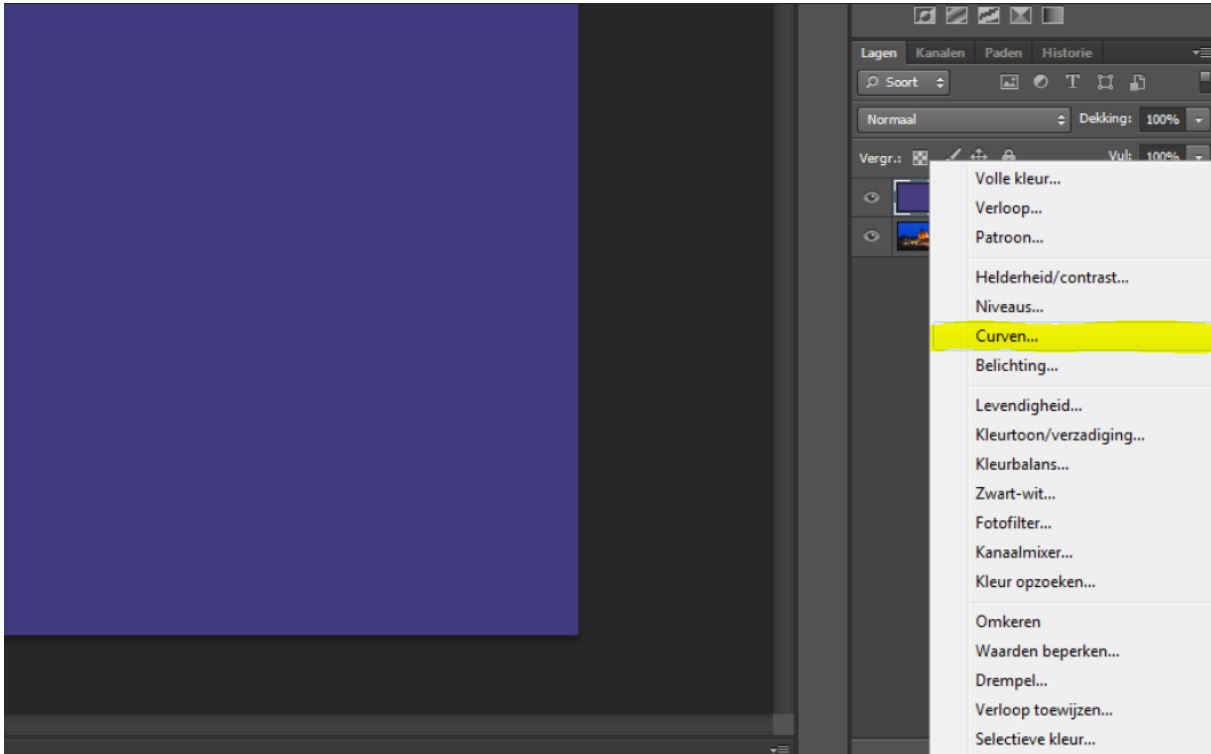 Lagen Kanalen Paden Historie
Soort
Normaal Dekking: 100%
Vergr.: Vul: 100%
Volle kleur...
Verloop...
Patroon...
Helderheid/contrast...
Niveaus...
Curven...
Belichting...
Levendigheid...
Kleurtoon/verzadiging...
Kleurbalans...
Zwart-wit...
Fotofilter...
Kanaalmixer...
Kleur opzoeken...
Omkeren
Waarden beperken...
Drempel...
Verloop toewijzen...
Selectieve kleur...